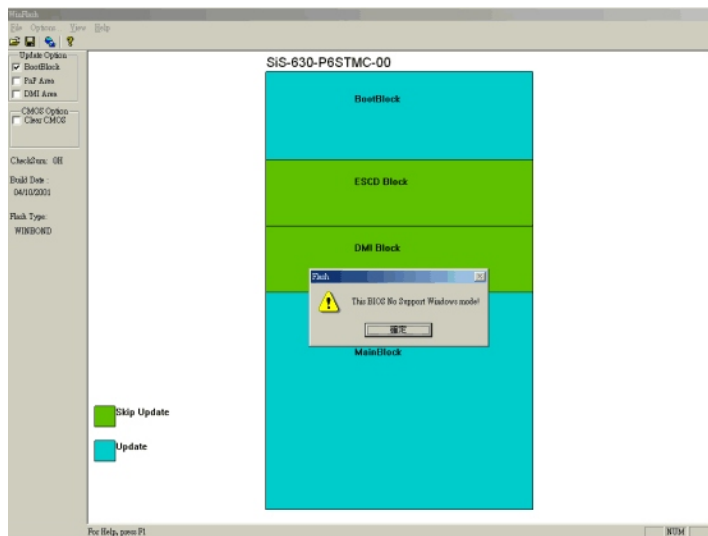 WinFlash
File Options View Help
Update Option
BootBlock
PnP Area
DMI Area
CMOS Option
Clear CMOS
CheckSum: 0H
Build Date :
04/10/2001
Flash Type:
WINBOND
SiS-630-P6STMC-00
BootBlock
ESCD Block
DMI Block
Flash
This BIOS No Support Windows mode!
確定
MainBlock
Skip Update
Update
For Help, press F1
NUM